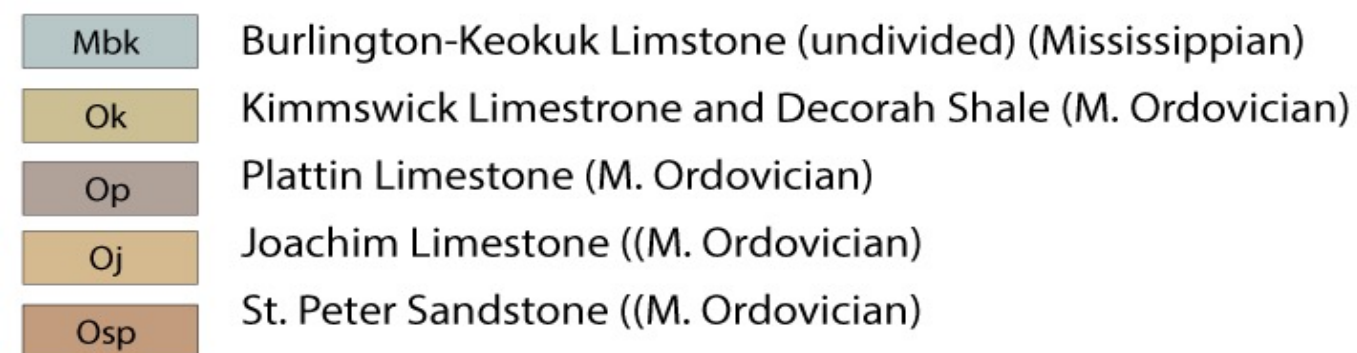 Mbk Burlington-Keokuk Limstone (undivided) (Mississippian)
Ok Kimmswick Limestrone and Decorah Shale (M. Ordovician)
Op Plattin Limestone (M. Ordovician)
Oj Joachim Limestone ((M. Ordovician)
Osp St. Peter Sandstone ((M. Ordovician)